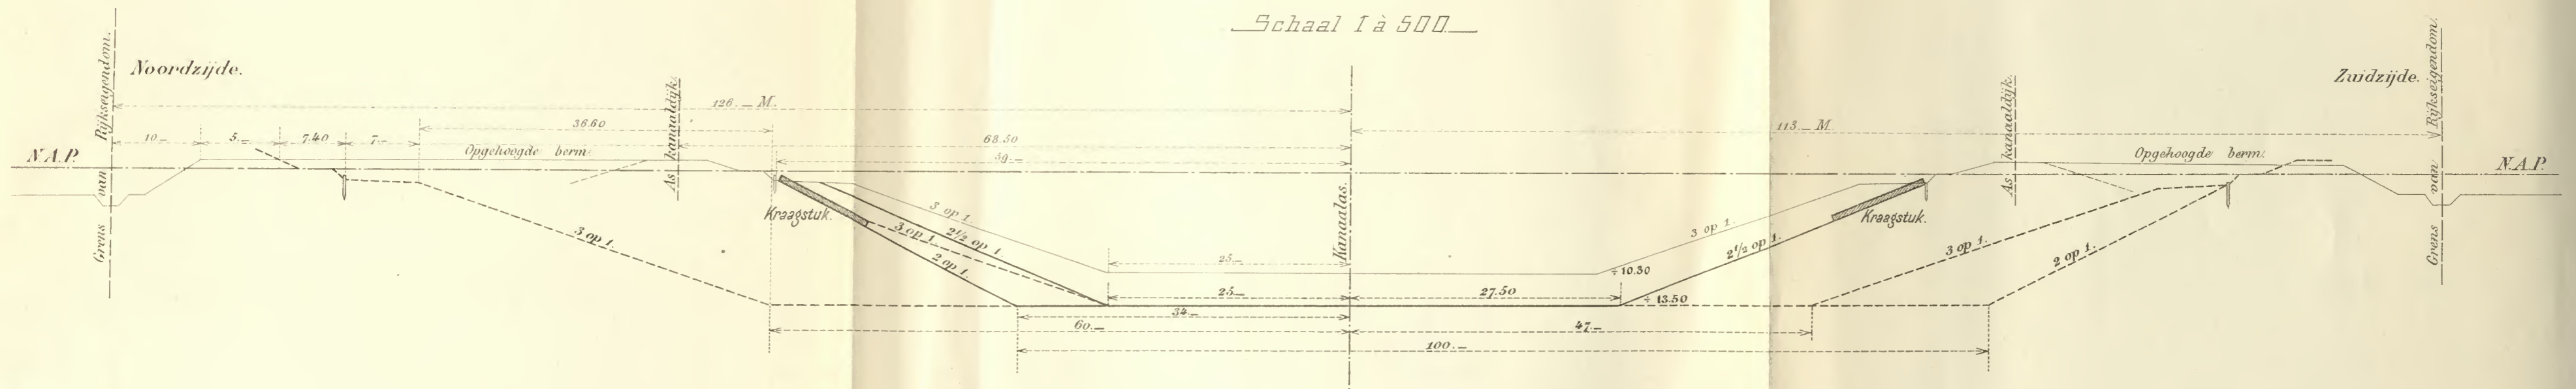 Schaal 1 à 500.
Noordzijde.
Zuidzijde.
Grens van Rijkseigendom.
As kanaaldijk.
Kanaalas.
As kanaaldijk.
Grens van Rijkseigendom.
126.— M.
36.60
113.— M.
10.—
5.—
7.40
7.—
68.50
59.—
N.A.P.
Opgehoogde berm.
Opgehoogde berm.
N.A.P.
Kraagstuk.
Kraagstuk.
3 op 1.
3 op 1.
3 op 1
2½ op 1.
2 op 1.
3 op 1.
2½ op 1.
3 op 1.
2 op 1.
25.—
÷ 10.30
25.—
27.50
÷ 13.50
34.—
60.—
47.—
100.—